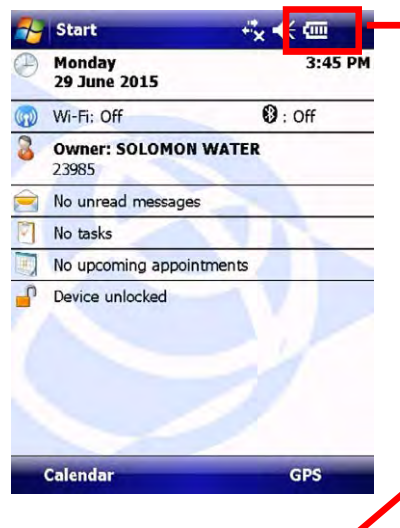 Start
Monday 3:45 PM
29 June 2015
Wi-Fi: Off : Off
Owner: SOLOMON WATER
23985
No unread messages
No tasks
No upcoming appointments
Device unlocked
Calendar GPS